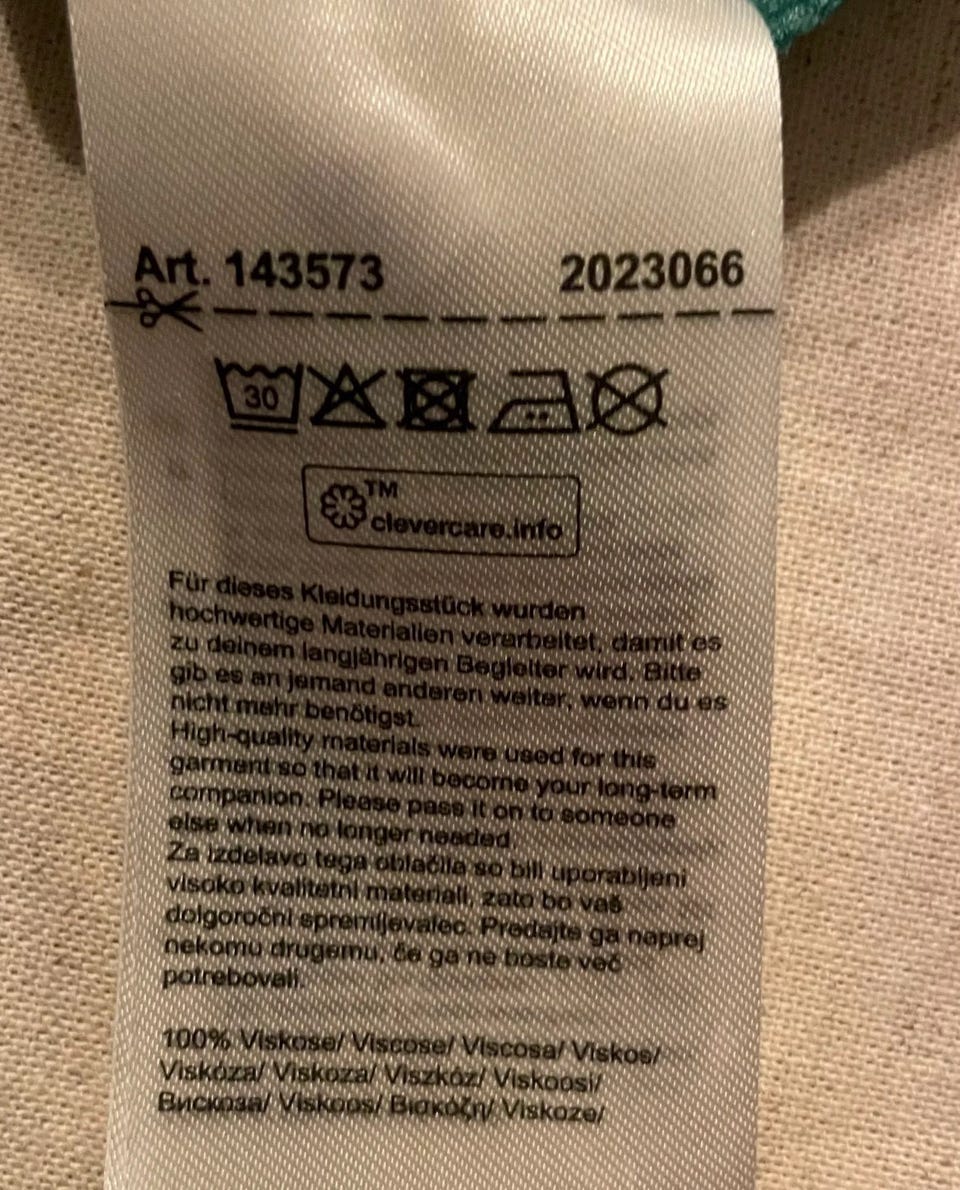 Art. 143573 2023066
30
TM
clevercare.info
Für dieses Kleidungsstück wurden
hochwertige Materialien verarbeitet, damit es
zu deinem langjährigen Begleiter wird. Bitte
gib es an jemand anderen weiter, wenn du es
nicht mehr benötigst.
High-quality materials were used for this
garment so that it will become your long-term
companion. Please pass it on to someone
else when no longer needed
Za izdelavo tega oblačila so bili uporabljeni
visoko kvalitetni materiali, zato bo vaš
dolgoročni spremljevalec. Predajte ga naprej
nekomu drugemu, če ga ne boste več
potrebovali.
100% Viskose/ Viscose/ Viscosa/ Viskos/
Viskóza/ Viskoza/ Viszkóz/ Viskoosi/
Вискоза/ Viskoos/ Βισκόζη/ Viskoze/